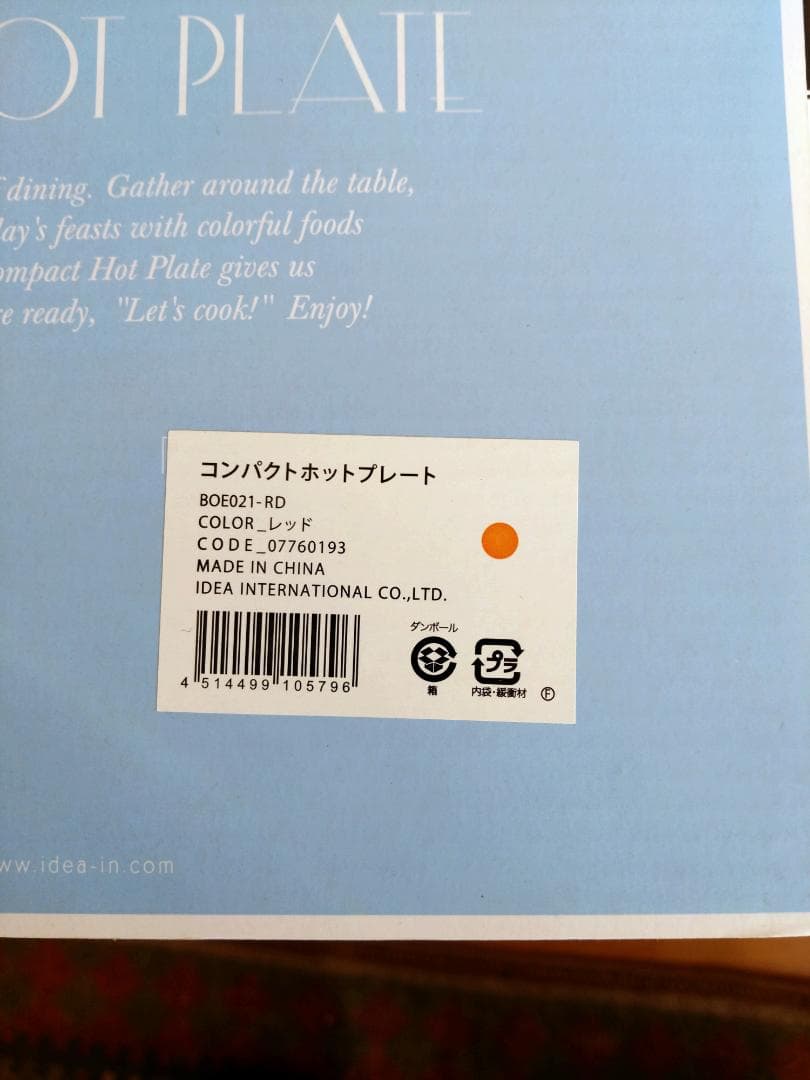 OT PLATE
dining. Gather around the table,
lay's feasts with colorful foods
ompact Hot Plate gives us
re ready, "Let's cook!" Enjoy!
コンパクトホットプレート
BOE021-RD
COLOR_レッド
CODE_07760193
MADE IN CHINA
IDEA INTERNATIONAL CO.,LTD.
4 514499 105796
ダンボール
箱
プラ
内袋・緩衝材
Ⓕ
ww.idea-in.com